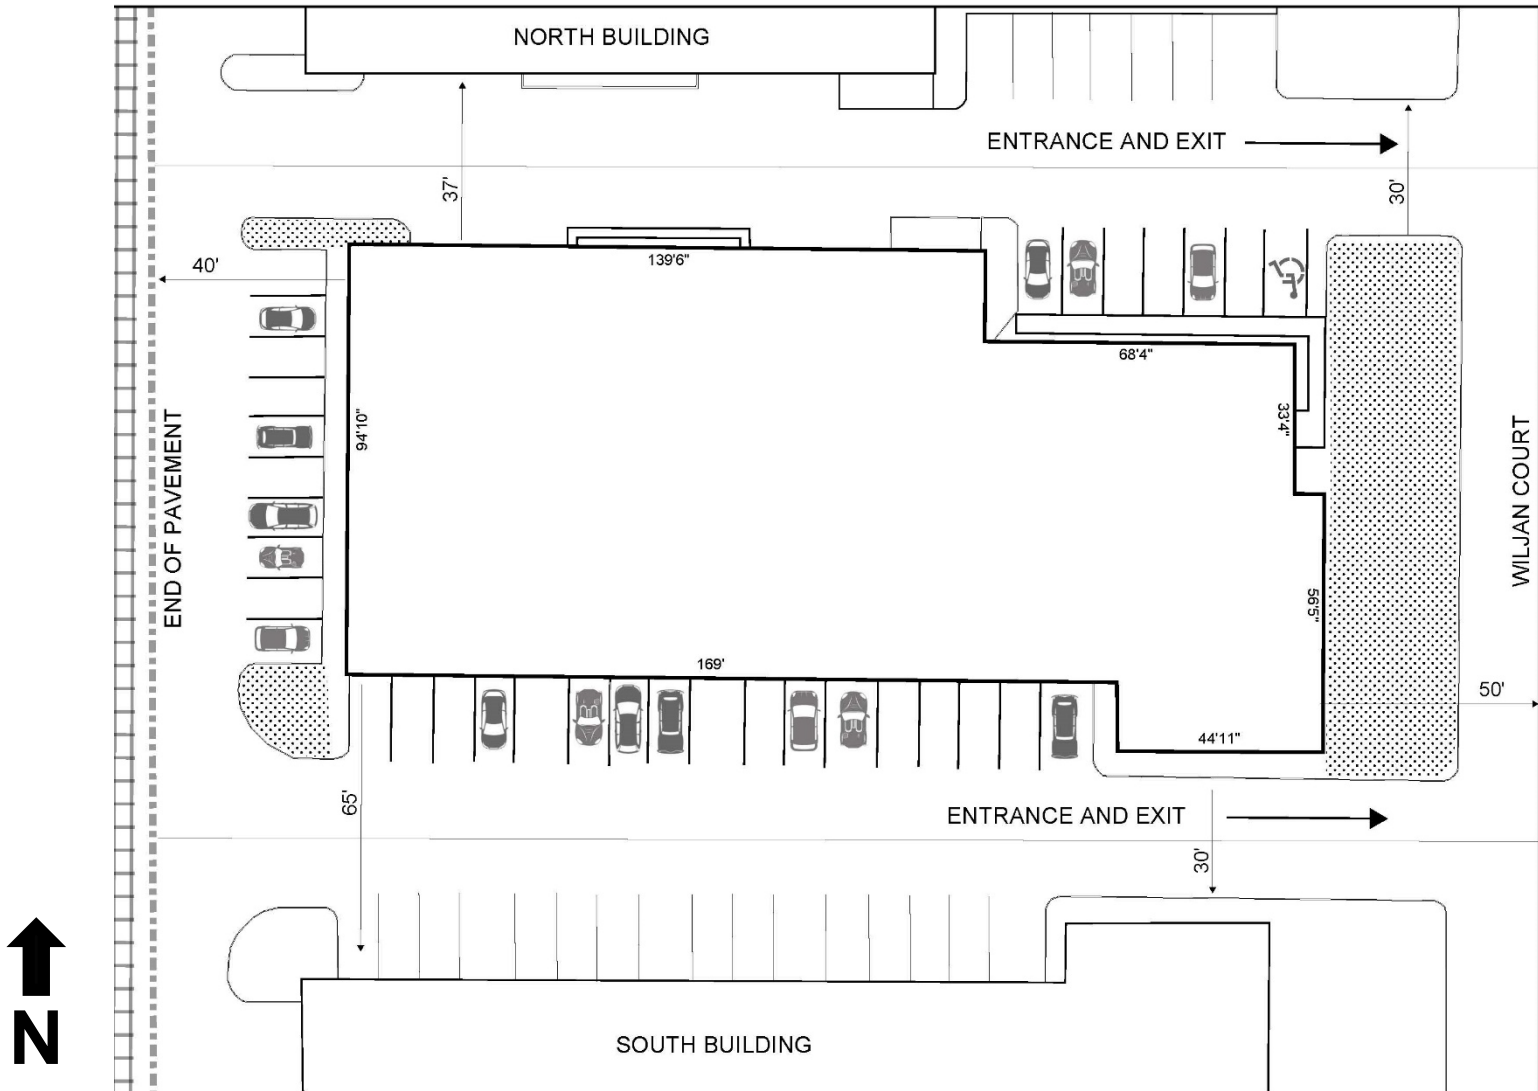 NORTH BUILDING
ENTRANCE AND EXIT
37'
30'
40'
139'6"
68'4"
33'4"
94'10"
END OF PAVEMENT
WILJAN COURT
56'5"
169'
50'
44'11"
65'
ENTRANCE AND EXIT
30'
N
SOUTH BUILDING